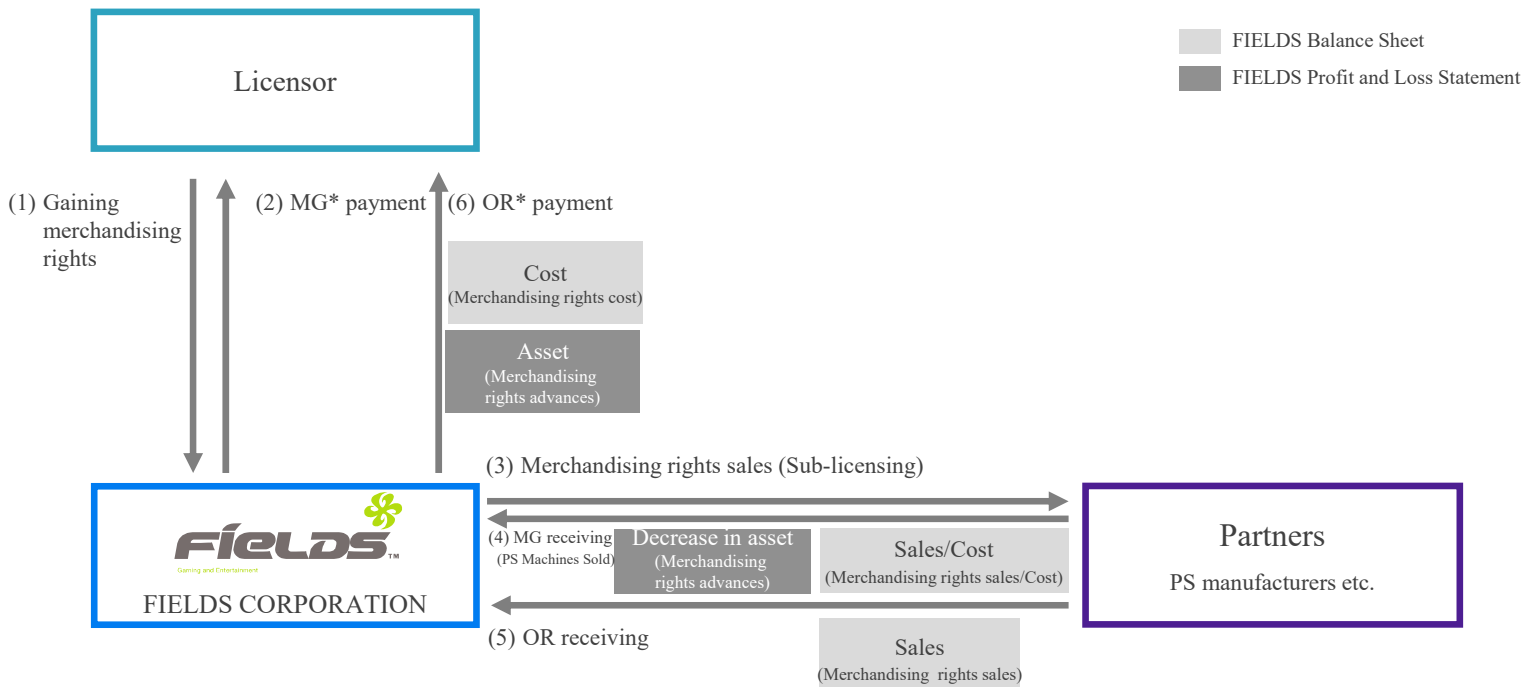 Licensor
FIELDS Balance Sheet
FIELDS Profit and Loss Statement
(1) Gaining
merchandising
rights
(2) MG* payment
(6) OR* payment
Cost
(Merchandising rights cost)
Asset
(Merchandising
rights advances)
(3) Merchandising rights sales (Sub-licensing)
FIELDS™
Gaming and Entertainment
FIELDS CORPORATION
(4) MG receiving
(PS Machines Sold)
Decrease in asset
(Merchandising
rights advances)
Sales/Cost
(Merchandising rights sales/Cost)
Partners
PS manufacturers etc.
(5) OR receiving
Sales
(Merchandising rights sales)